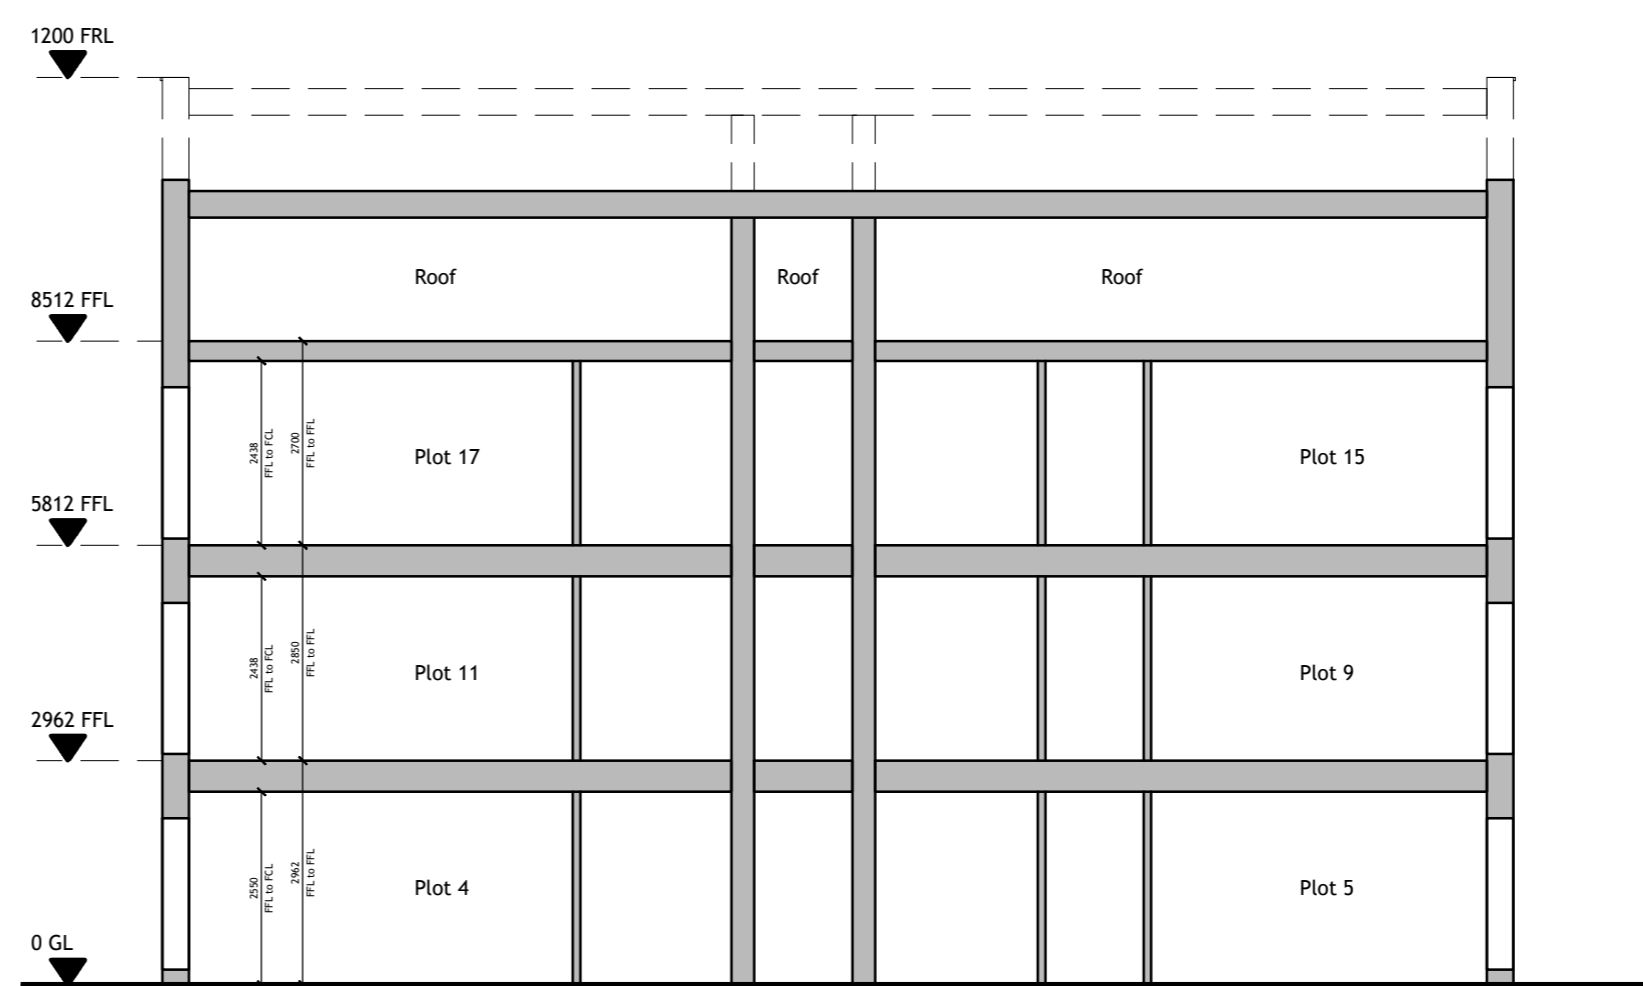 1200 FRL
Roof
Roof
Roof
8512 FFL
2438
FFL to FCL
2700
FFL to FFL
Plot 17
Plot 15
5812 FFL
2438
FFL to FCL
2850
FFL to FFL
Plot 11
Plot 9
2962 FFL
2550
FFL to FCL
2962
FFL to FFL
Plot 4
Plot 5
0 GL